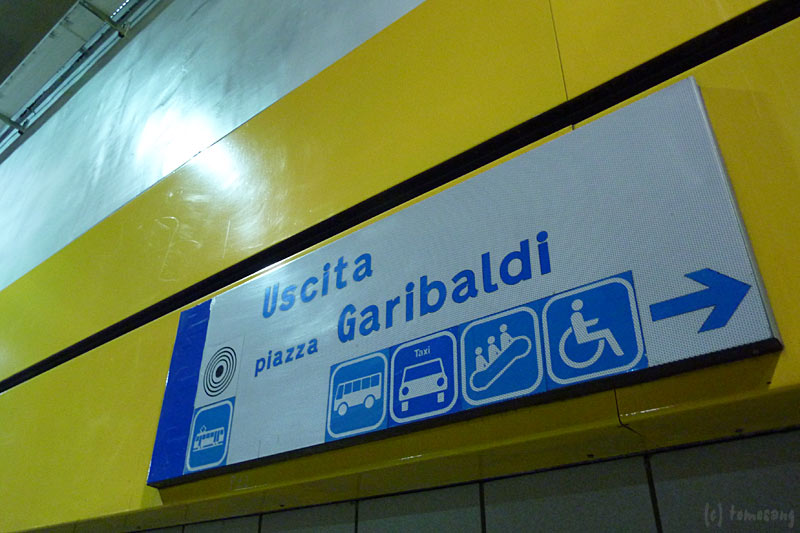 Uscita
piazza Garibaldi
Taxi
(c) tomosang